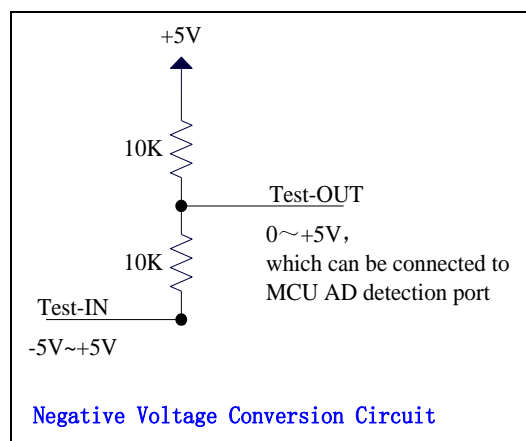 +5V
10K
Test-OUT
10K
0～+5V,
which can be connected to
MCU AD detection port
Test-IN
-5V~+5V
Negative Voltage Conversion Circuit